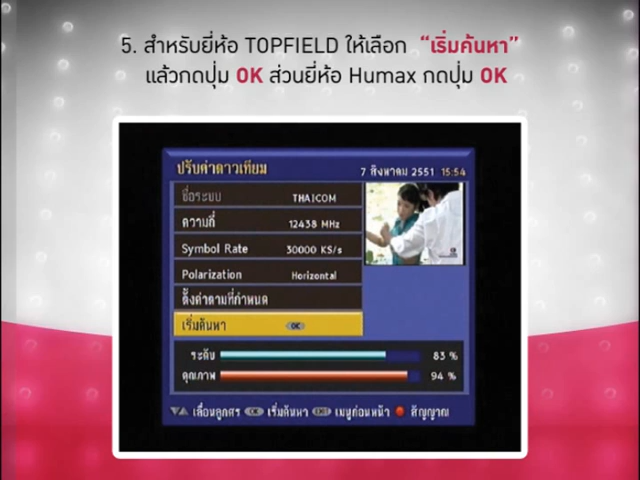 5. สำหรับยี่ห้อ TOPFIELD ให้เลือก “เริ่มค้นหา”
แล้วกดปุ่ม OK ส่วนยี่ห้อ Humax กดปุ่ม OK
ปรับค่าดาวเทียม 7 สิงหาคม 2551 15:54
ชื่อระบบ THAICOM
ความถี่ 12438 MHz
Symbol Rate 30000 KS/s
Polarization Horizontal
ตั้งค่าตามที่กำหนด
เริ่มค้นหา OK
ระดับ 83 %
คุณภาพ 94 %
เลื่อนลูกศร เริ่มค้นหา เมนูก่อนหน้า สัญญาณ